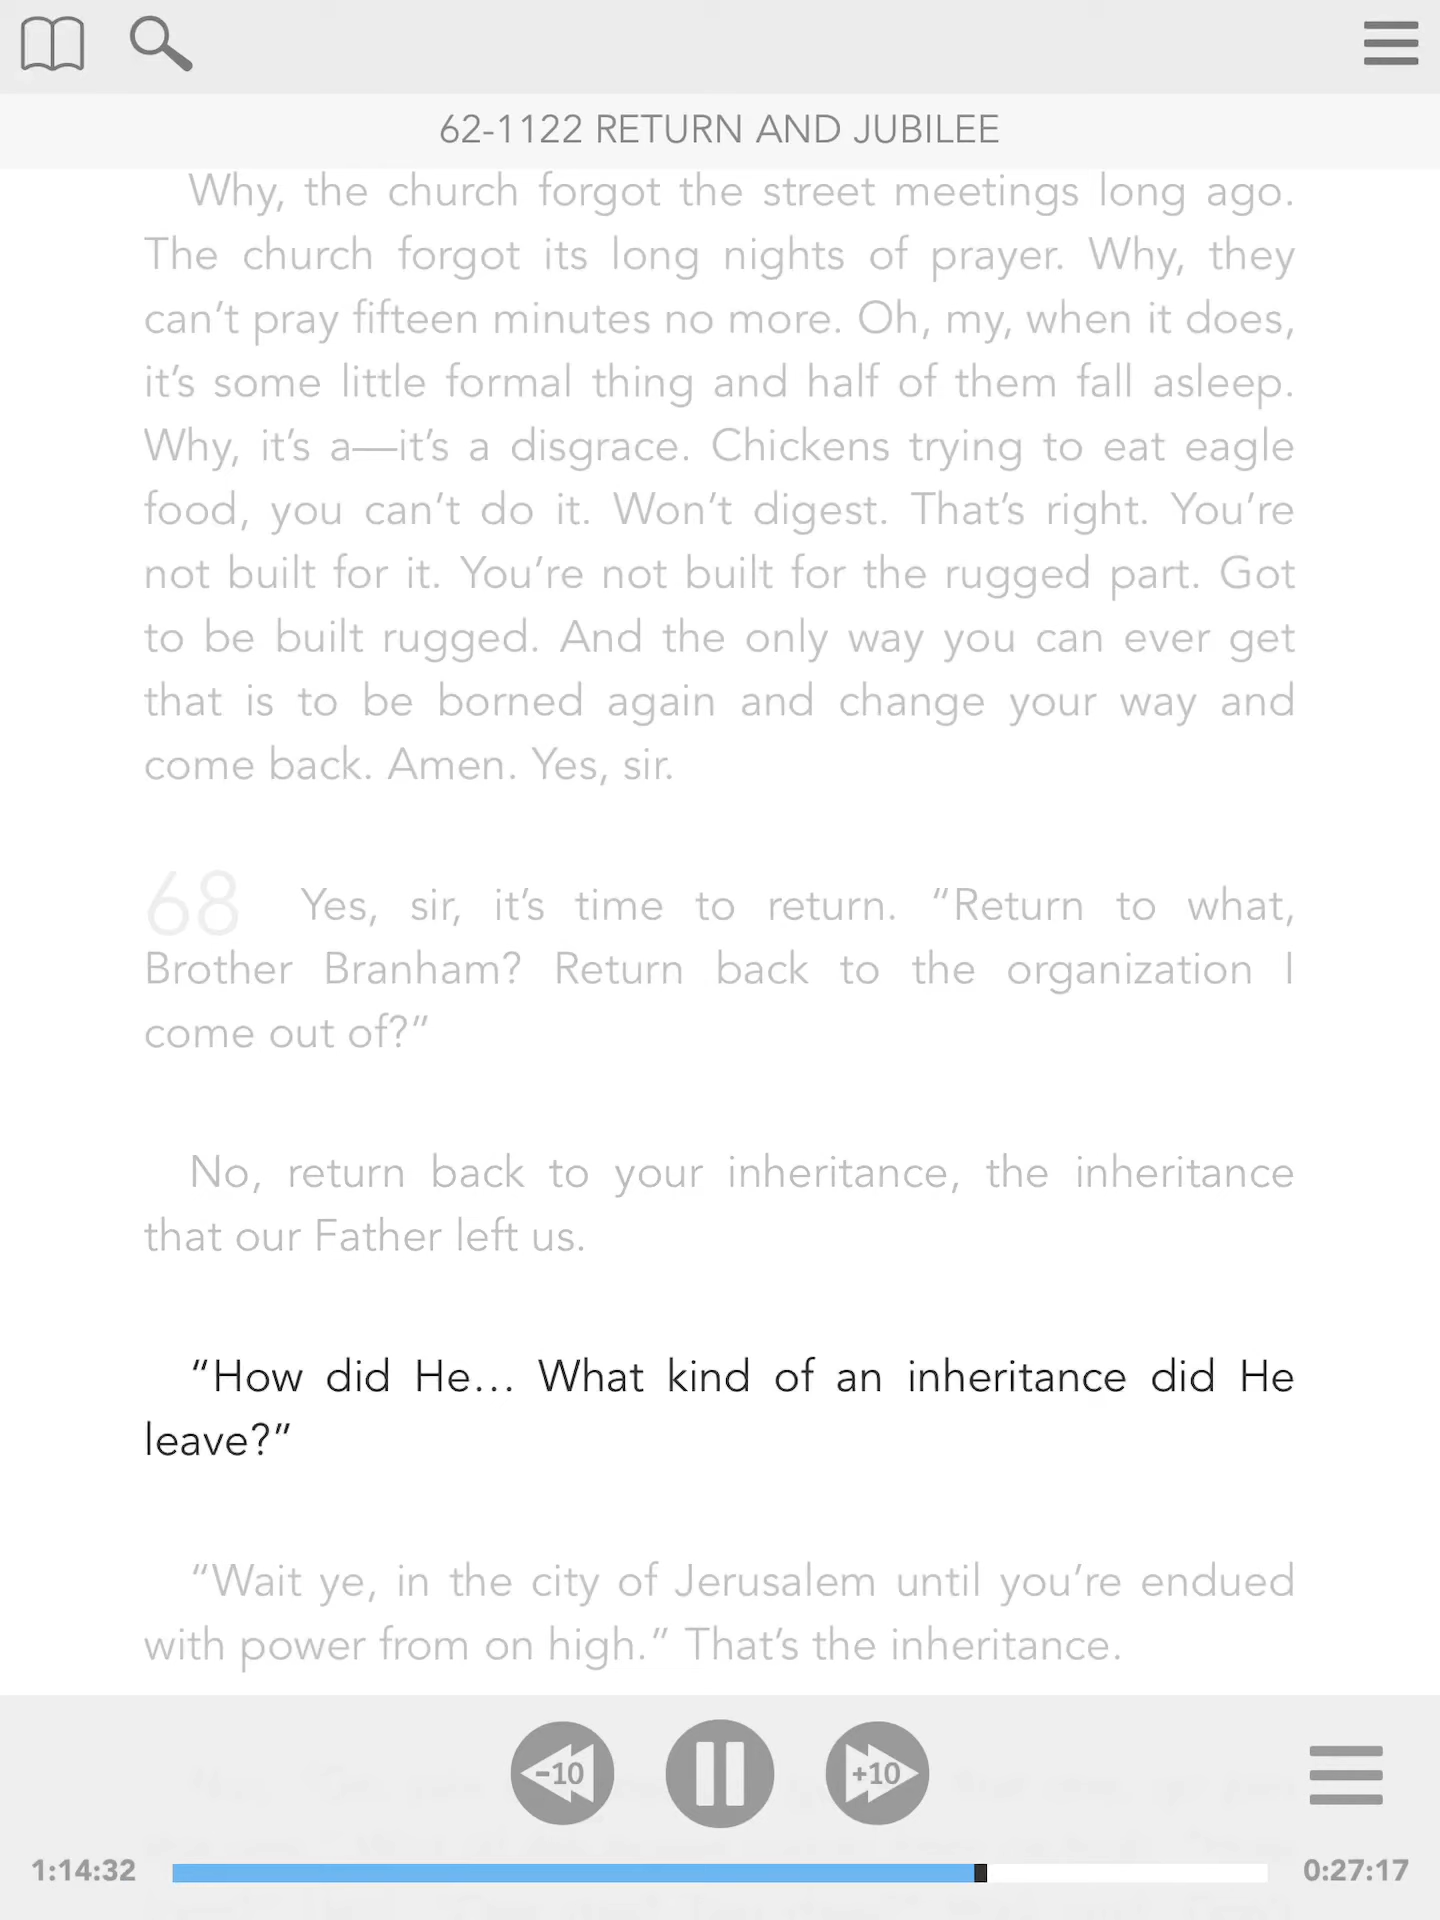 62-1122 RETURN AND JUBILEE
Why, the church forgot the street meetings long ago.
The church forgot its long nights of prayer. Why, they
can’t pray fifteen minutes no more. Oh, my, when it does,
it’s some little formal thing and half of them fall asleep.
Why, it’s a—it’s a disgrace. Chickens trying to eat eagle
food, you can’t do it. Won’t digest. That’s right. You’re
not built for it. You’re not built for the rugged part. Got
to be built rugged. And the only way you can ever get
that is to be borned again and change your way and
come back. Amen. Yes, sir.
68 Yes, sir, it’s time to return. “Return to what,
Brother Branham? Return back to the organization I
come out of?”
No, return back to your inheritance, the inheritance
that our Father left us.
“How did He… What kind of an inheritance did He
leave?”
“Wait ye, in the city of Jerusalem until you’re endued
with power from on high.” That’s the inheritance.
-10 +10
1:14:32 0:27:17